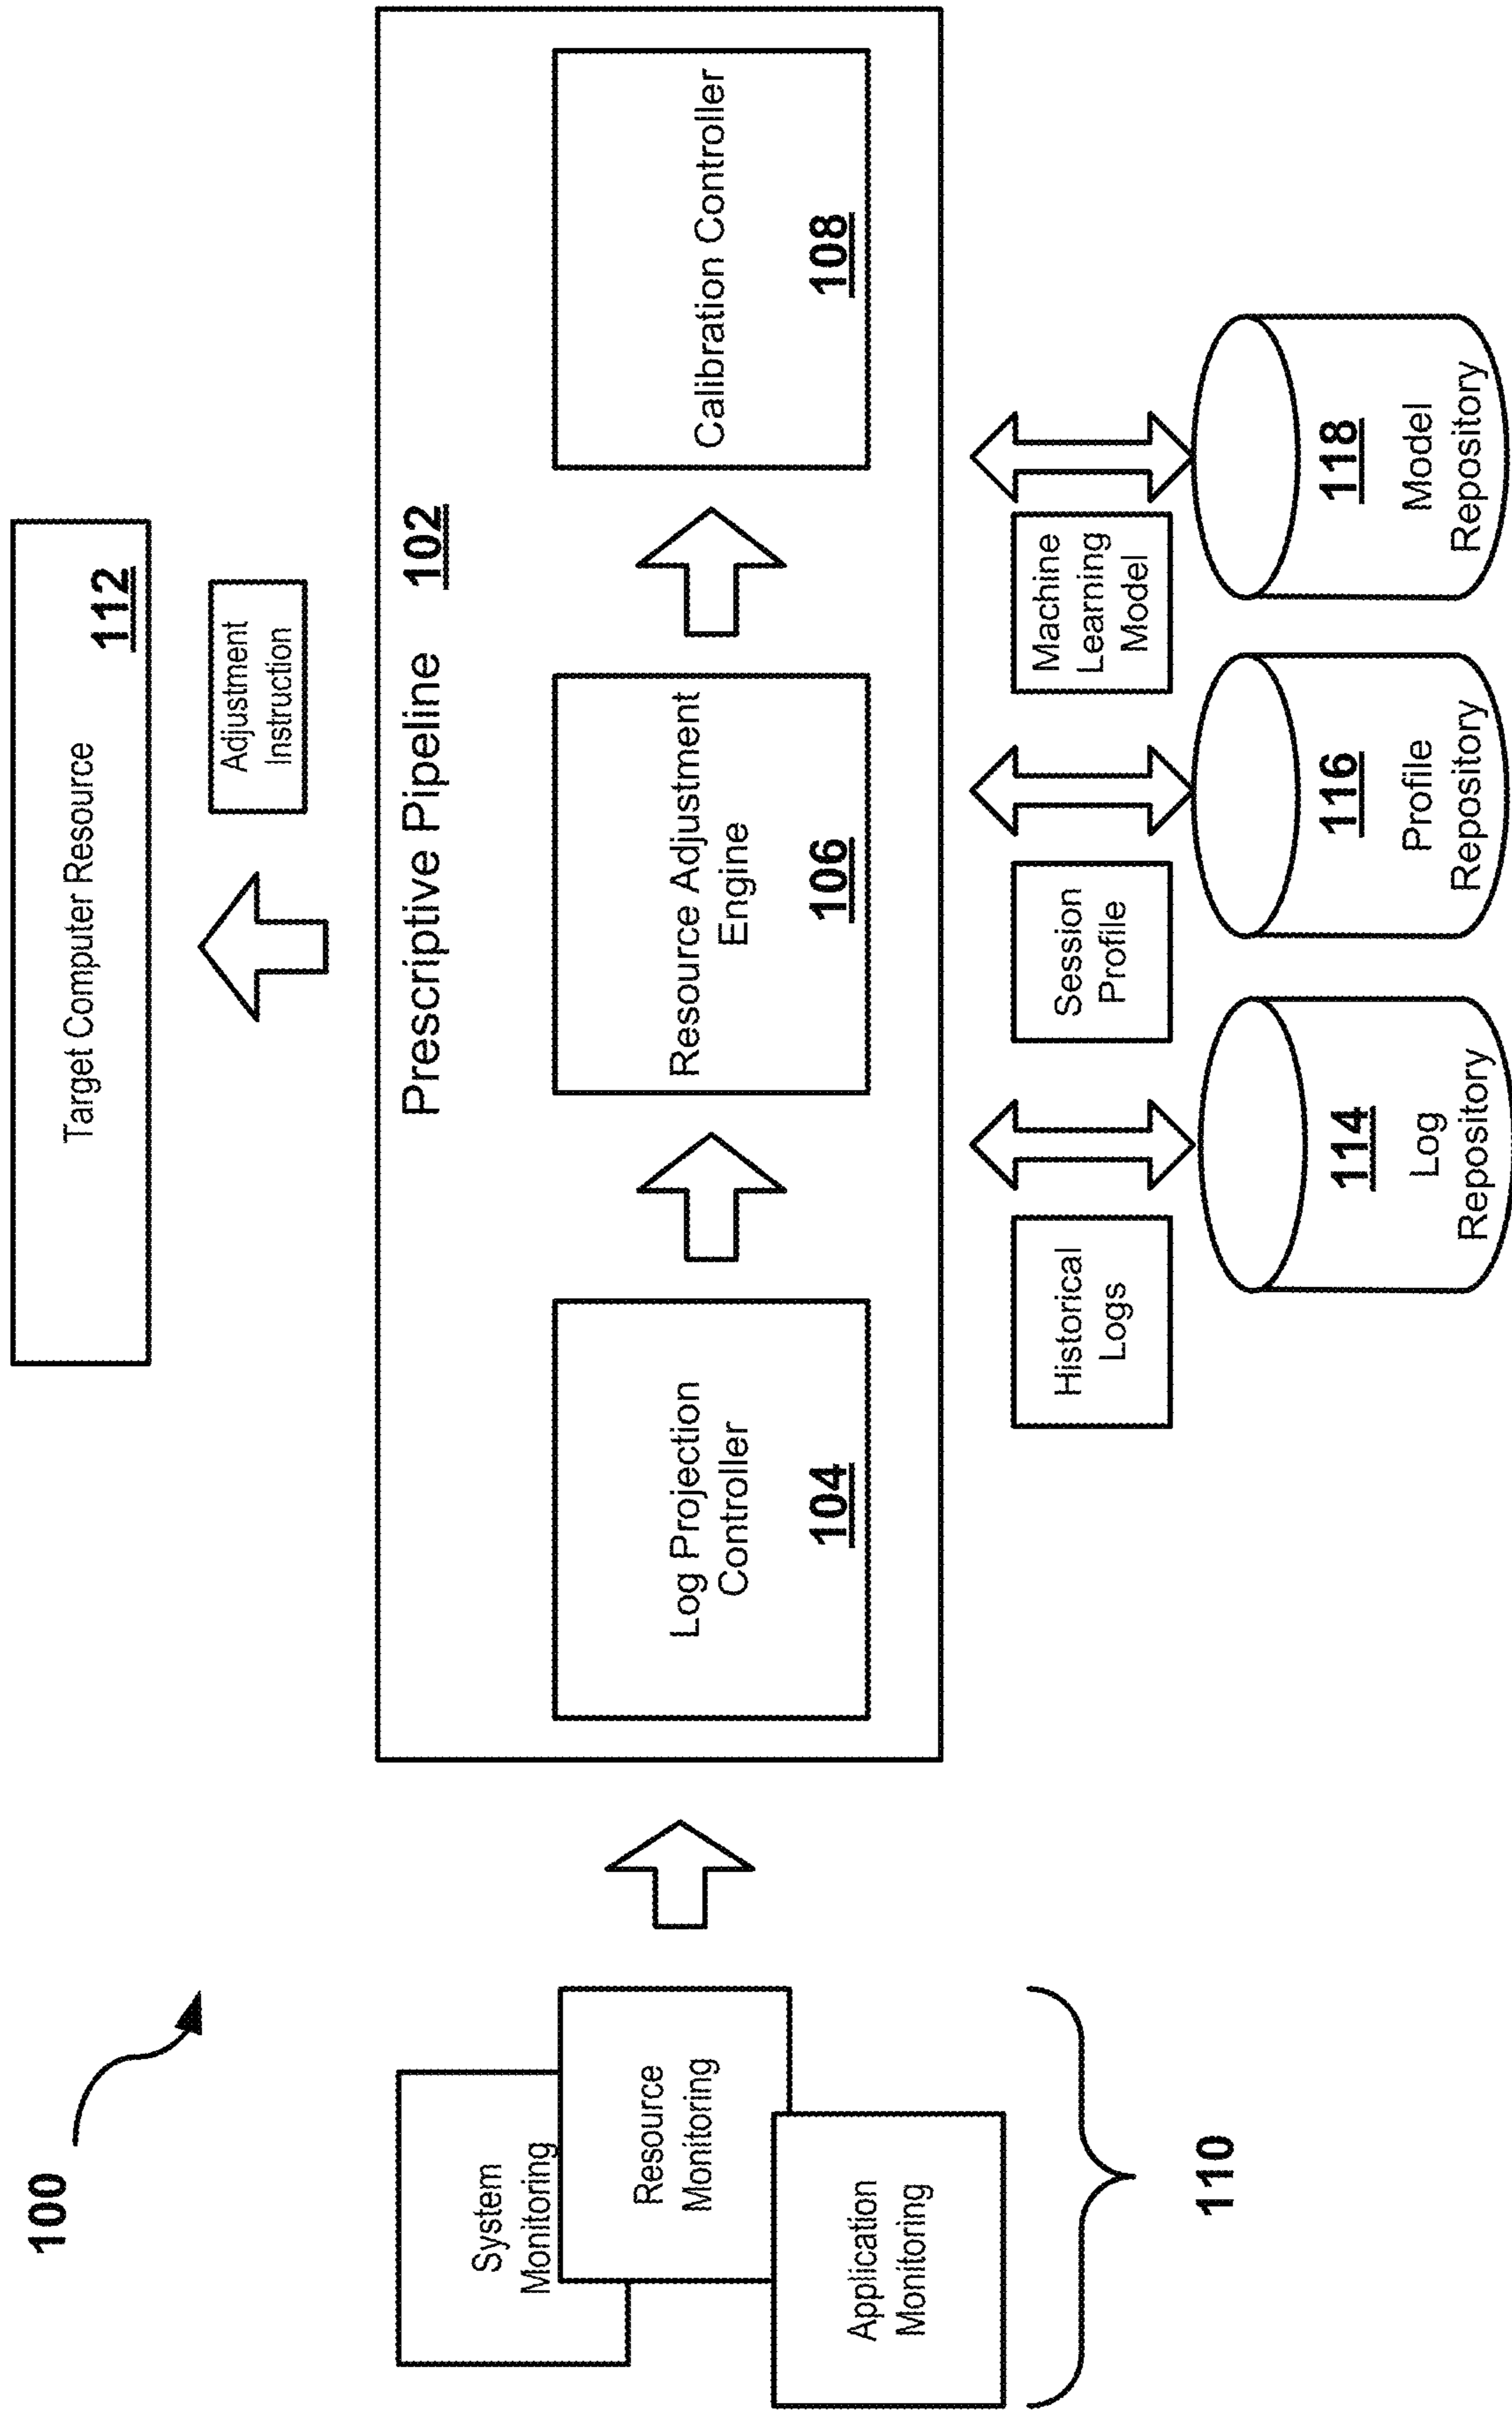 100
Target Computer Resource
112
Adjustment
Instruction
Prescriptive Pipeline 102
System
Monitoring
Resource
Monitoring
Application
Monitoring
110
Log Projection
Controller
104
Resource Adjustment
Engine
106
Calibration Controller
108
Historical
Logs
Session
Profile
Machine
Learning
Model
114
Log
Repository
116
Profile
Repository
118
Model
Repository